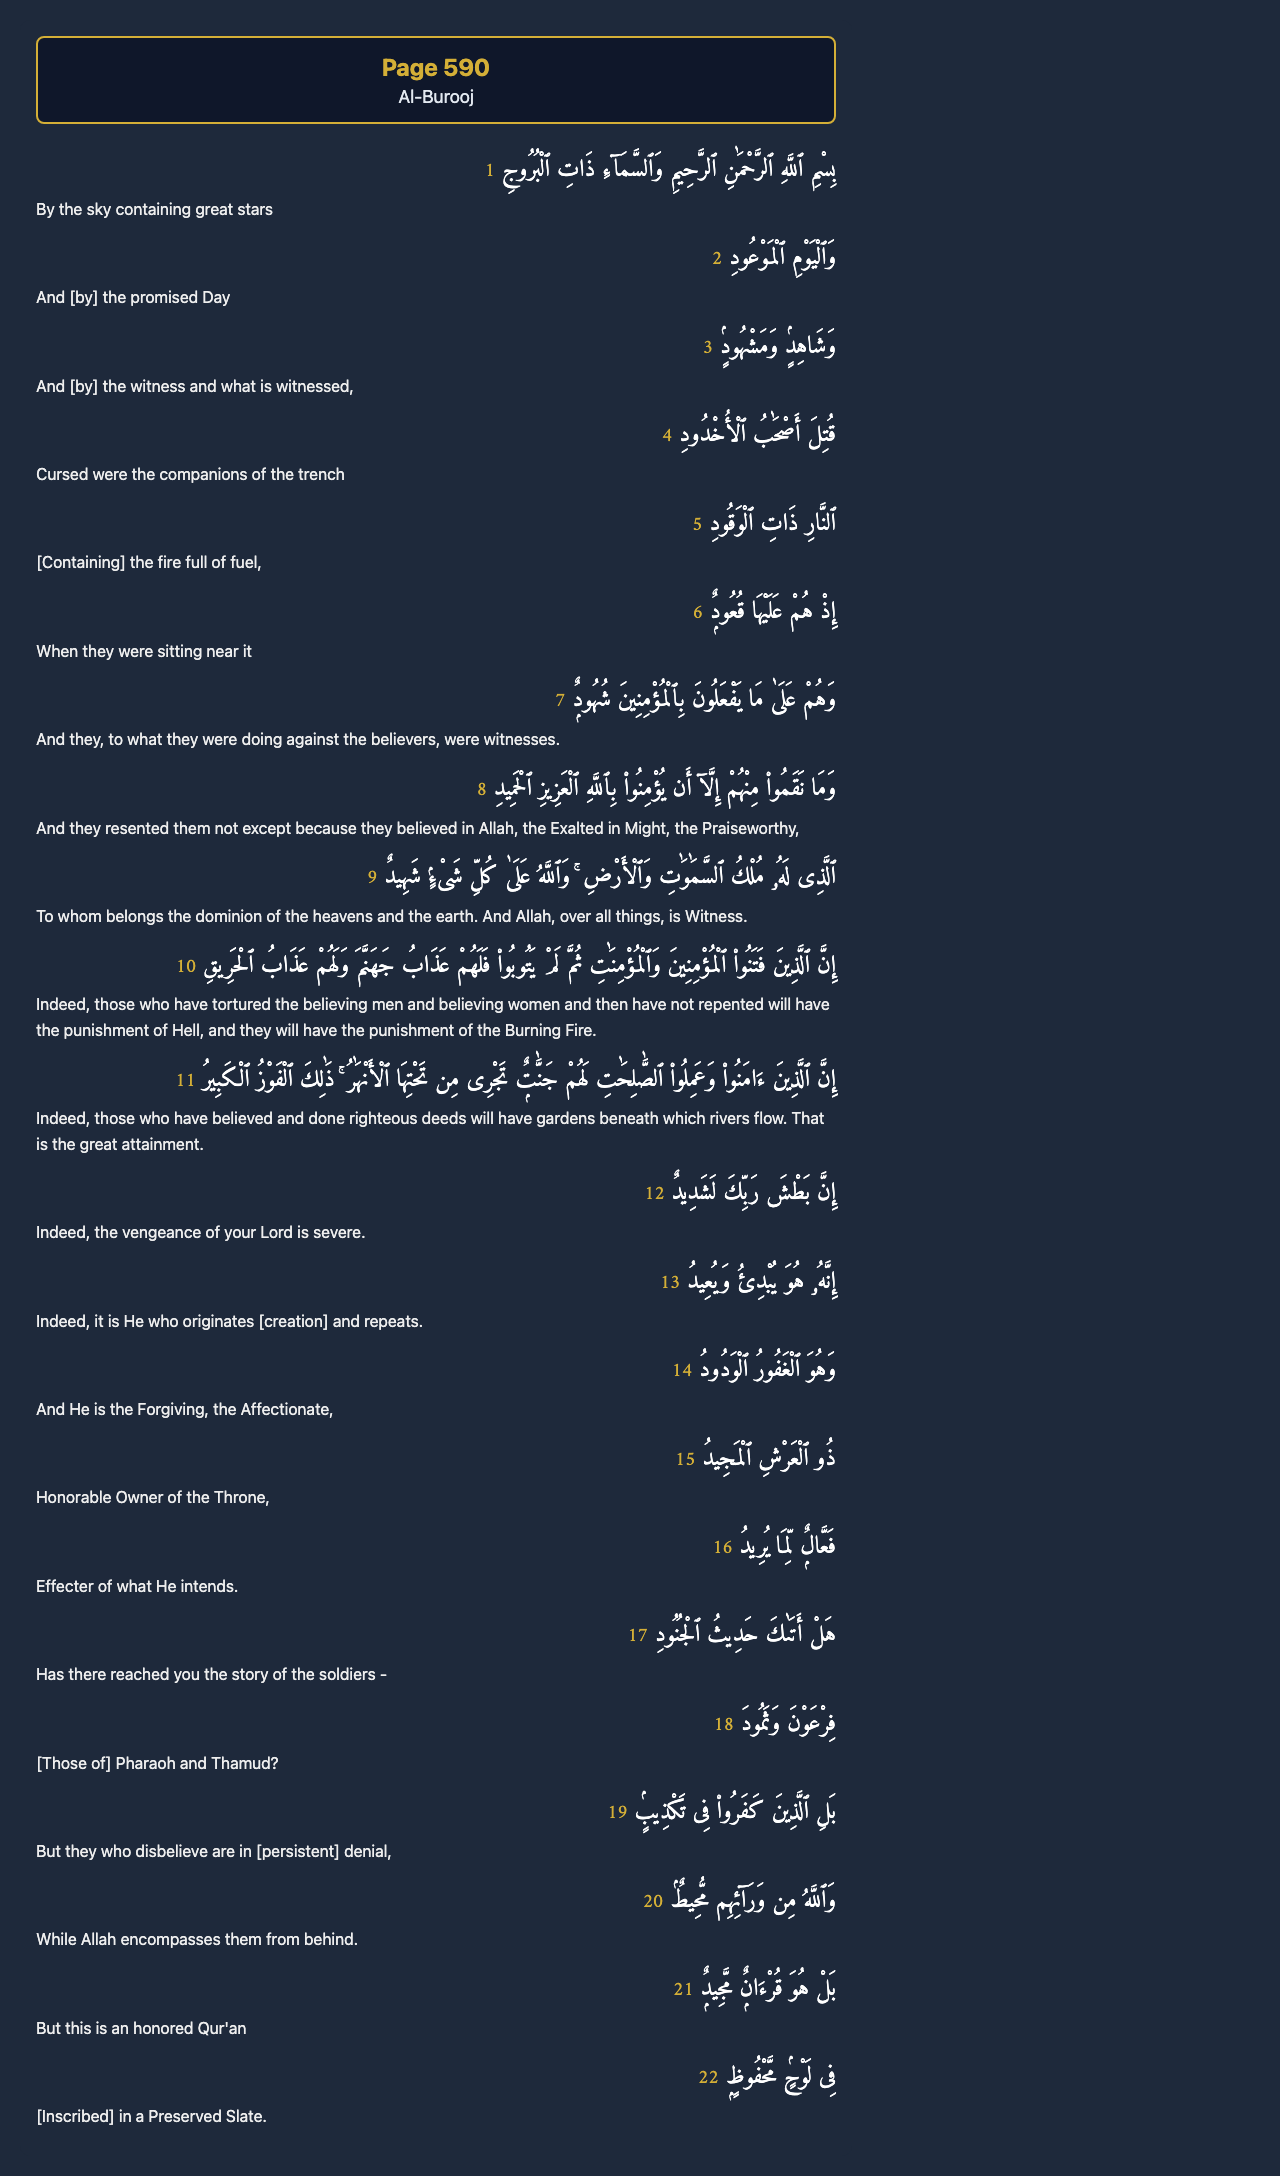 Page 590
Al-Burooj
بِسْمِ ٱللَّهِ ٱلرَّحْمَٰنِ ٱلرَّحِيمِ وَٱلسَّمَآءِ ذَاتِ ٱلْبُرُوجِ 1
By the sky containing great stars
وَٱلْيَوْمِ ٱلْمَوْعُودِ 2
And [by] the promised Day
وَشَاهِدٍۢ وَمَشْهُودٍۢ 3
And [by] the witness and what is witnessed,
قُتِلَ أَصْحَٰبُ ٱلْأُخْدُودِ 4
Cursed were the companions of the trench
ٱلنَّارِ ذَاتِ ٱلْوَقُودِ 5
[Containing] the fire full of fuel,
إِذْ هُمْ عَلَيْهَا قُعُودٌۭ 6
When they were sitting near it
وَهُمْ عَلَىٰ مَا يَفْعَلُونَ بِٱلْمُؤْمِنِينَ شُهُودٌۭ 7
And they, to what they were doing against the believers, were witnesses.
وَمَا نَقَمُوا۟ مِنْهُمْ إِلَّآ أَن يُؤْمِنُوا۟ بِٱللَّهِ ٱلْعَزِيزِ ٱلْحَمِيدِ 8
And they resented them not except because they believed in Allah, the Exalted in Might, the Praiseworthy,
ٱلَّذِى لَهُۥ مُلْكُ ٱلسَّمَٰوَٰتِ وَٱلْأَرْضِ ۚ وَٱللَّهُ عَلَىٰ كُلِّ شَىْءٍۢ شَهِيدٌ 9
To whom belongs the dominion of the heavens and the earth. And Allah, over all things, is Witness.
إِنَّ ٱلَّذِينَ فَتَنُوا۟ ٱلْمُؤْمِنِينَ وَٱلْمُؤْمِنَٰتِ ثُمَّ لَمْ يَتُوبُوا۟ فَلَهُمْ عَذَابُ جَهَنَّمَ وَلَهُمْ عَذَابُ ٱلْحَرِيقِ 10
Indeed, those who have tortured the believing men and believing women and then have not repented will have
the punishment of Hell, and they will have the punishment of the Burning Fire.
إِنَّ ٱلَّذِينَ ءَامَنُوا۟ وَعَمِلُوا۟ ٱلصَّٰلِحَٰتِ لَهُمْ جَنَّٰتٌۭ تَجْرِى مِن تَحْتِهَا ٱلْأَنْهَٰرُ ۚ ذَٰلِكَ ٱلْفَوْزُ ٱلْكَبِيرُ 11
Indeed, those who have believed and done righteous deeds will have gardens beneath which rivers flow. That
is the great attainment.
إِنَّ بَطْشَ رَبِّكَ لَشَدِيدٌ 12
Indeed, the vengeance of your Lord is severe.
إِنَّهُۥ هُوَ يُبْدِئُ وَيُعِيدُ 13
Indeed, it is He who originates [creation] and repeats.
وَهُوَ ٱلْغَفُورُ ٱلْوَدُودُ 14
And He is the Forgiving, the Affectionate,
ذُو ٱلْعَرْشِ ٱلْمَجِيدُ 15
Honorable Owner of the Throne,
فَعَّالٌۭ لِّمَا يُرِيدُ 16
Effecter of what He intends.
هَلْ أَتَىٰكَ حَدِيثُ ٱلْجُنُودِ 17
Has there reached you the story of the soldiers -
فِرْعَوْنَ وَثَمُودَ 18
[Those of] Pharaoh and Thamud?
بَلِ ٱلَّذِينَ كَفَرُوا۟ فِى تَكْذِيبٍۢ 19
But they who disbelieve are in [persistent] denial,
وَٱللَّهُ مِن وَرَآئِهِم مُّحِيطٌۢ 20
While Allah encompasses them from behind.
بَلْ هُوَ قُرْءَانٌۭ مَّجِيدٌۭ 21
But this is an honored Qur'an
فِى لَوْحٍۢ مَّحْفُوظٍۭ 22
[Inscribed] in a Preserved Slate.